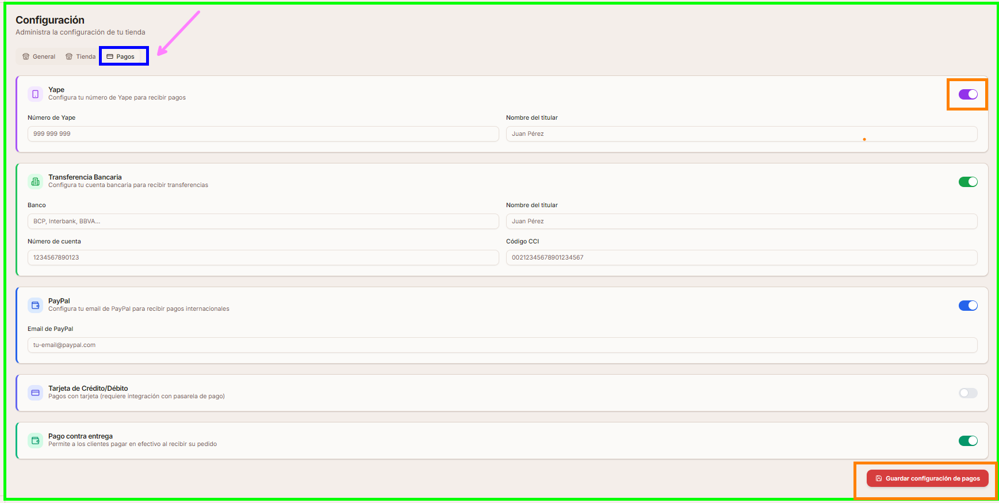 Configuración
Administra la configuración de tu tienda
General Tienda Pagos
Yape
Configura tu número de Yape para recibir pagos
Número de Yape Nombre del titular
999 999 999 Juan Pérez
Transferencia Bancaria
Configura tu cuenta bancaria para recibir transferencias
Banco Nombre del titular
BCP, Interbank, BBVA... Juan Pérez
Número de cuenta Código CCI
1234567890123 00212345678901234567
PayPal
Configura tu email de PayPal para recibir pagos internacionales
Email de PayPal
tu-email@paypal.com
Tarjeta de Crédito/Débito
Pagos con tarjeta (requiere integración con pasarela de pago)
Pago contra entrega
Permite a los clientes pagar en efectivo al recibir su pedido
Guardar configuración de pagos